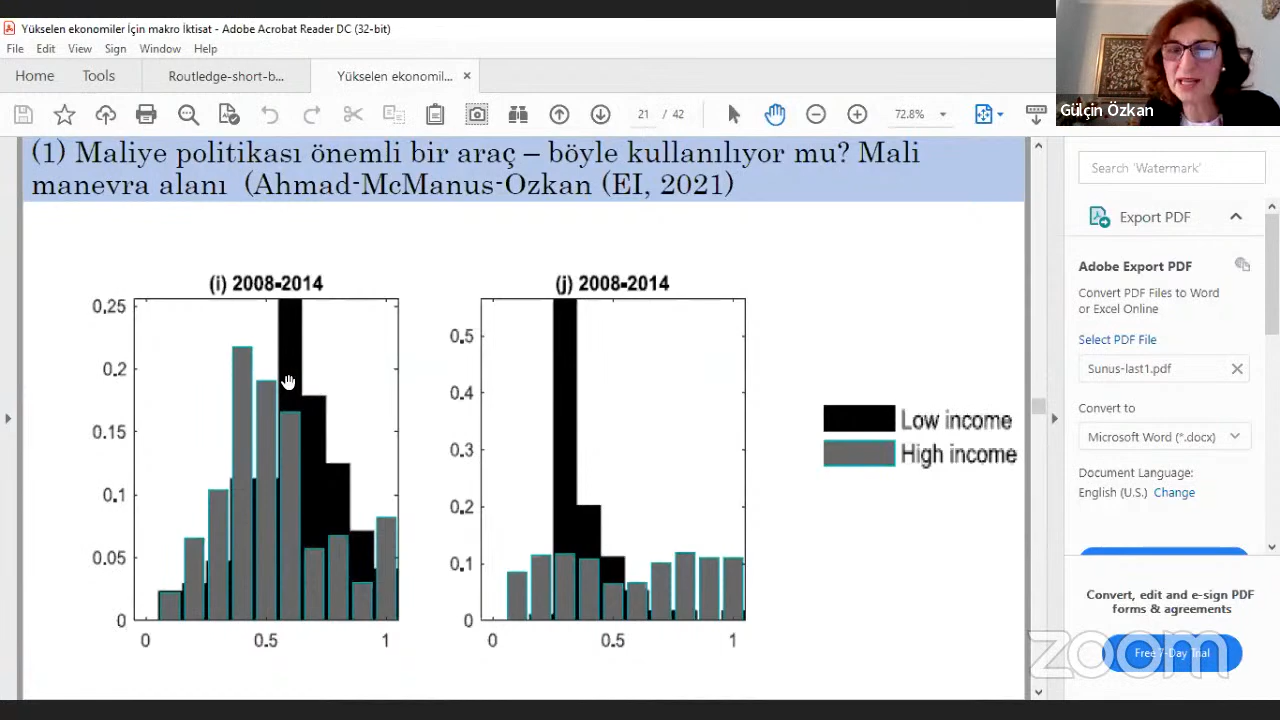 Yükselen ekonomiler İçin makro İktisat - Adobe Acrobat Reader DC (32-bit)
File Edit View Sign Window Help
Home Tools Routledge-short-b... Yükselen ekonomil... ×
21 / 42 72.8%
Gülçin Özkan
(1) Maliye politikası önemli bir araç – böyle kullanılıyor mu? Mali
manevra alanı (Ahmad-McManus-Ozkan (EI, 2021)
(i) 2008-2014
0.25
0.2
0.15
0.1
0.05
0
0 0.5 1
(j) 2008-2014
0.5
0.4
0.3
0.2
0.1
0
0 0.5 1
Low income
High income
Search 'Watermark'
Export PDF
Adobe Export PDF
Convert PDF Files to Word
or Excel Online
Select PDF File
Sunus-last1.pdf
Convert to
Microsoft Word (*.docx)
Document Language:
English (U.S.) Change
Convert, edit and e-sign PDF
forms & agreements
Free 7-Day Trial
zoom